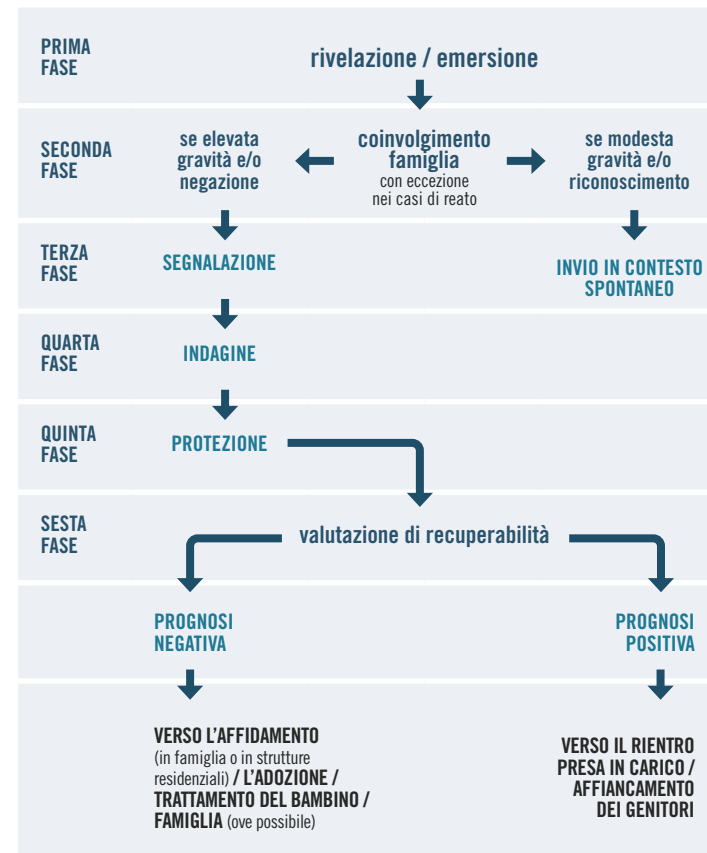 PRIMA
FASE
rivelazione / emersione
SECONDA
FASE
se elevata
gravità e/o
negazione
coinvolgimento
famiglia
con eccezione
nei casi di reato
se modesta
gravità e/o
riconoscimento
TERZA
FASE
SEGNALAZIONE
INVIO IN CONTESTO
SPONTANEO
QUARTA
FASE
INDAGINE
QUINTA
FASE
PROTEZIONE
SESTA
FASE
valutazione di recuperabilità
PROGNOSI
NEGATIVA
PROGNOSI
POSITIVA
VERSO L'AFFIDAMENTO
(in famiglia o in strutture
residenziali) / L'ADOZIONE /
TRATTAMENTO DEL BAMBINO /
FAMIGLIA (ove possibile)
VERSO IL RIENTRO
PRESA IN CARICO /
AFFIANCAMENTO
DEI GENITORI